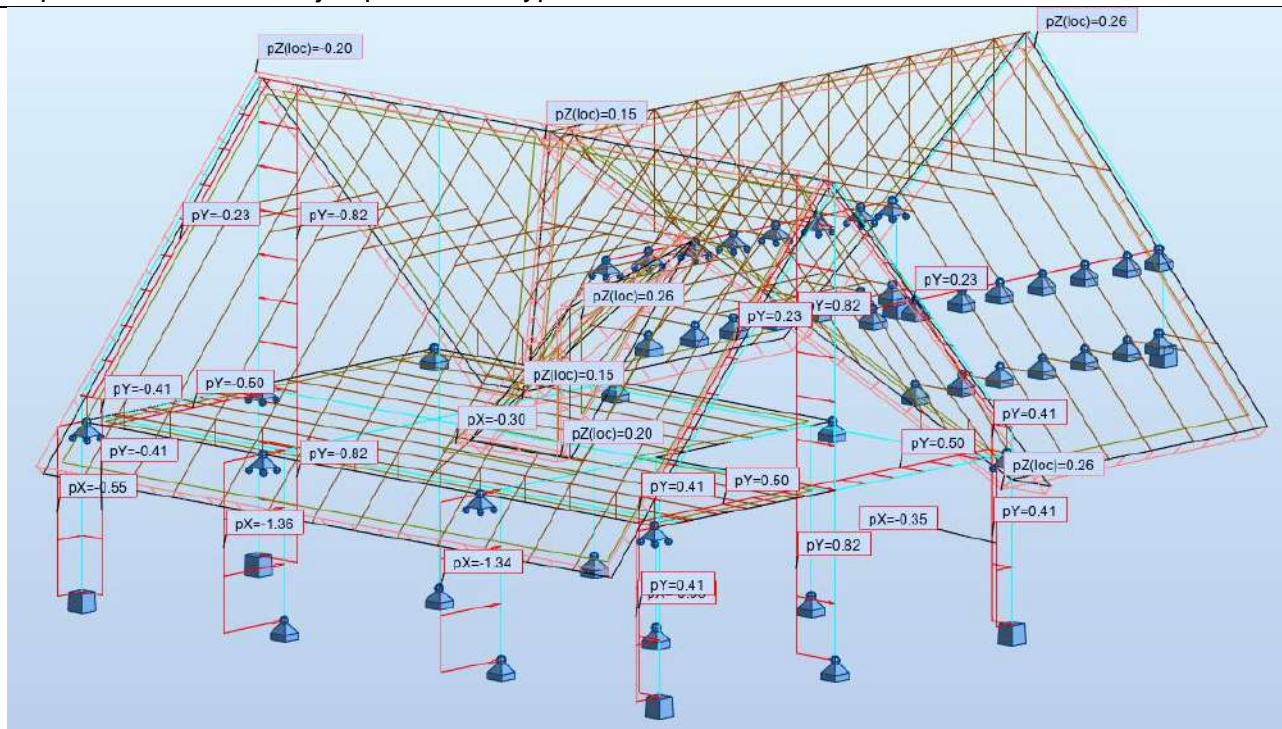 pZ(loc)=0.26
pZ(loc)=-0.20
pZ(loc)=0.15
pY=-0.23
pY=-0.82
pY=0.23
pZ(loc)=0.26
pY=0.82
pY=0.23
pZ(loc)=0.15
pY=-0.41
pY=-0.50
pX=-0.30
pY=0.41
pZ(loc)=0.20
pY=0.50
pY=-0.41
pY=-0.82
pZ(loc)=0.26
pY=0.41
pY=0.50
pX=-0.55
pX=-0.35
pY=0.41
pX=-1.36
pY=0.82
pX=-1.34
pY=0.41